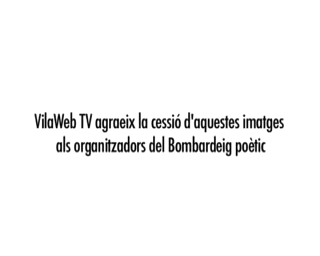 VilaWeb TV agraeix la cessió d'aquestes imatges
als organitzadors del Bombardeig poètic